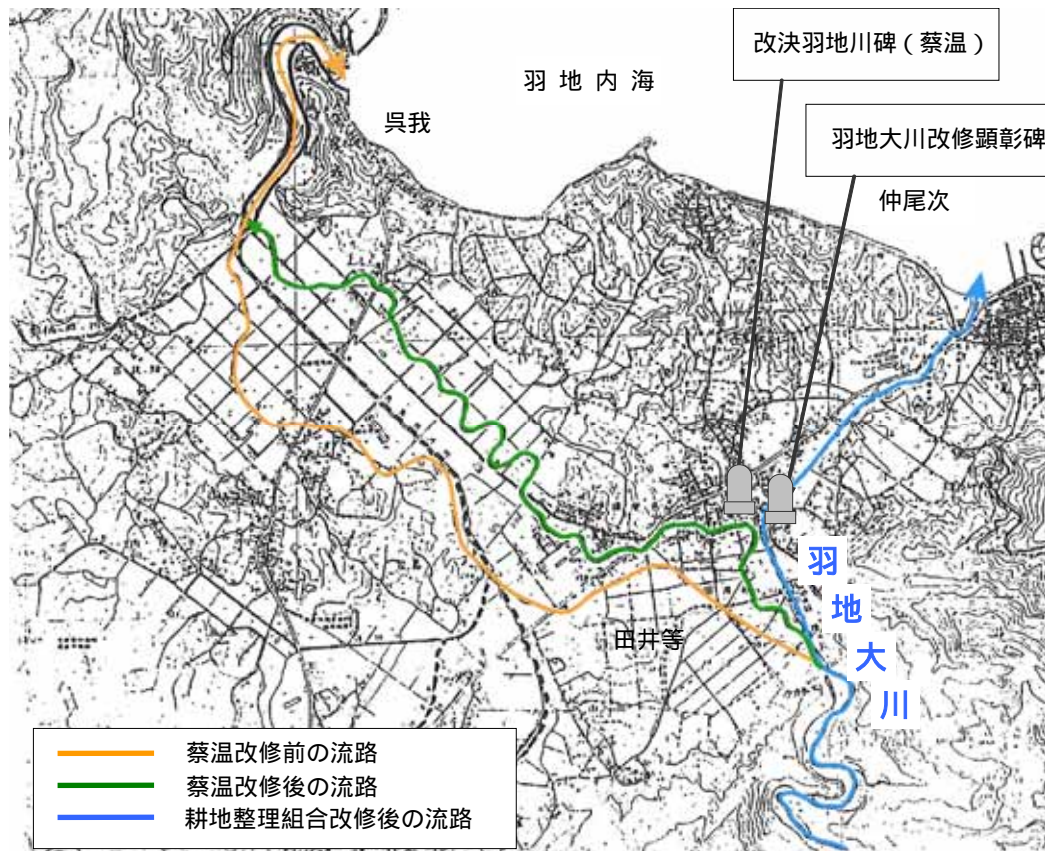 改決羽地川碑（蔡温）
羽地内海
呉我
羽地大川改修顕彰碑
仲尾次
羽地大川
田井等
蔡温改修前の流路
蔡温改修後の流路
耕地整理組合改修後の流路